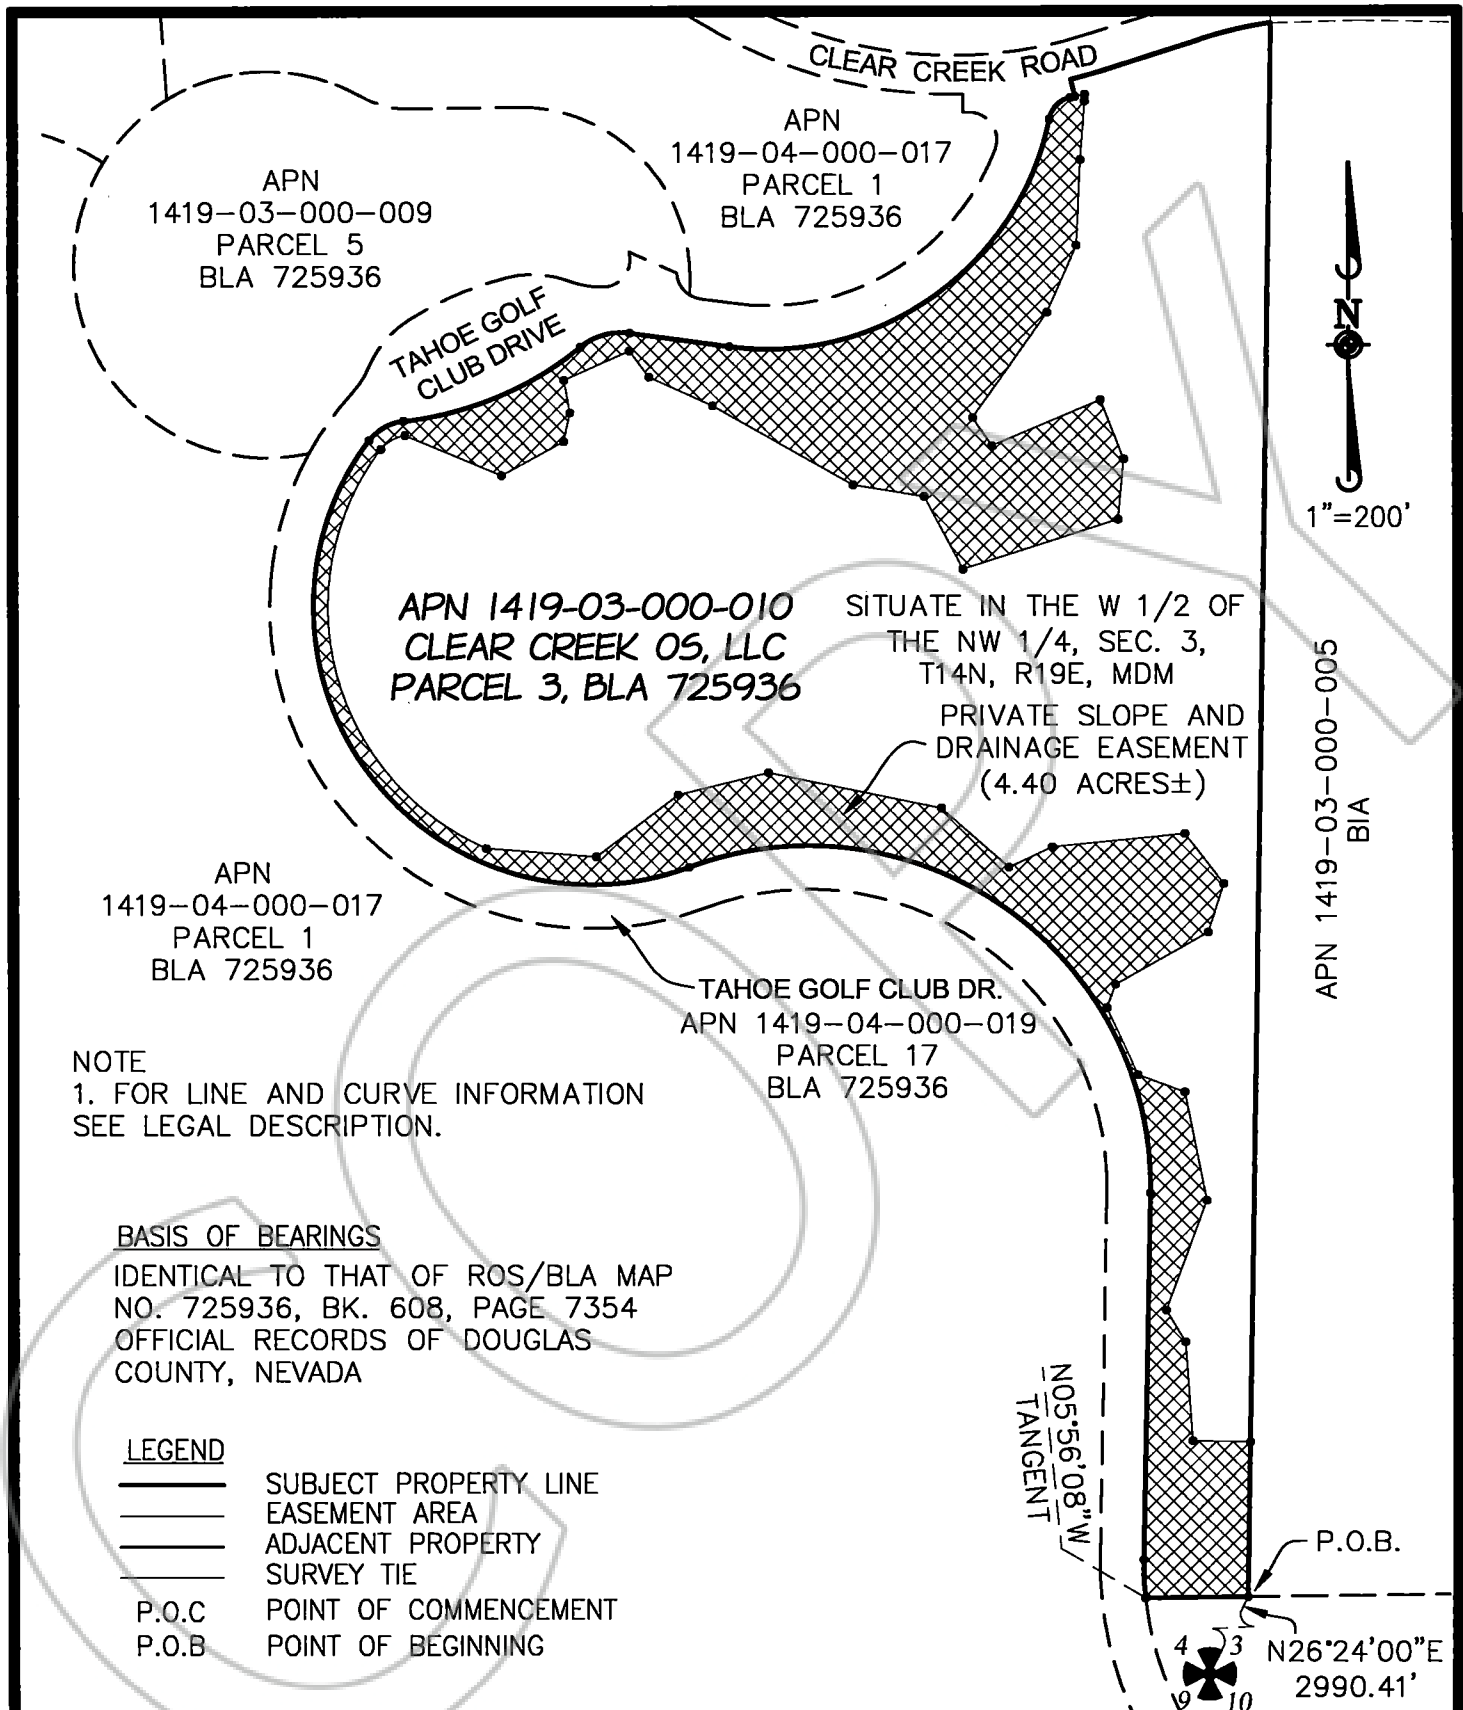 CLEAR CREEK ROAD
APN
1419-04-000-017
PARCEL 1
BLA 725936
APN
1419-03-000-009
PARCEL 5
BLA 725936
TAHOE GOLF
CLUB DRIVE
N
1"=200'
APN 1419-03-000-010
CLEAR CREEK OS, LLC
PARCEL 3, BLA 725936
SITUATE IN THE W 1/2 OF
THE NW 1/4, SEC. 3,
T14N, R19E, MDM
PRIVATE SLOPE AND
DRAINAGE EASEMENT
(4.40 ACRES±)
APN 1419-03-000-005
BIA
APN
1419-04-000-017
PARCEL 1
BLA 725936
TAHOE GOLF CLUB DR.
APN 1419-04-000-019
PARCEL 17
BLA 725936
NOTE
1. FOR LINE AND CURVE INFORMATION
SEE LEGAL DESCRIPTION.
BASIS OF BEARINGS
IDENTICAL TO THAT OF ROS/BLA MAP
NO. 725936, BK. 608, PAGE 7354
OFFICIAL RECORDS OF DOUGLAS
COUNTY, NEVADA
N05°56'08"W
TANGENT
LEGEND
SUBJECT PROPERTY LINE
EASEMENT AREA
ADJACENT PROPERTY
SURVEY TIE
P.O.C POINT OF COMMENCEMENT
P.O.B POINT OF BEGINNING
P.O.B.
N26°24'00"E
2990.41'
4 3
9 10
COPY